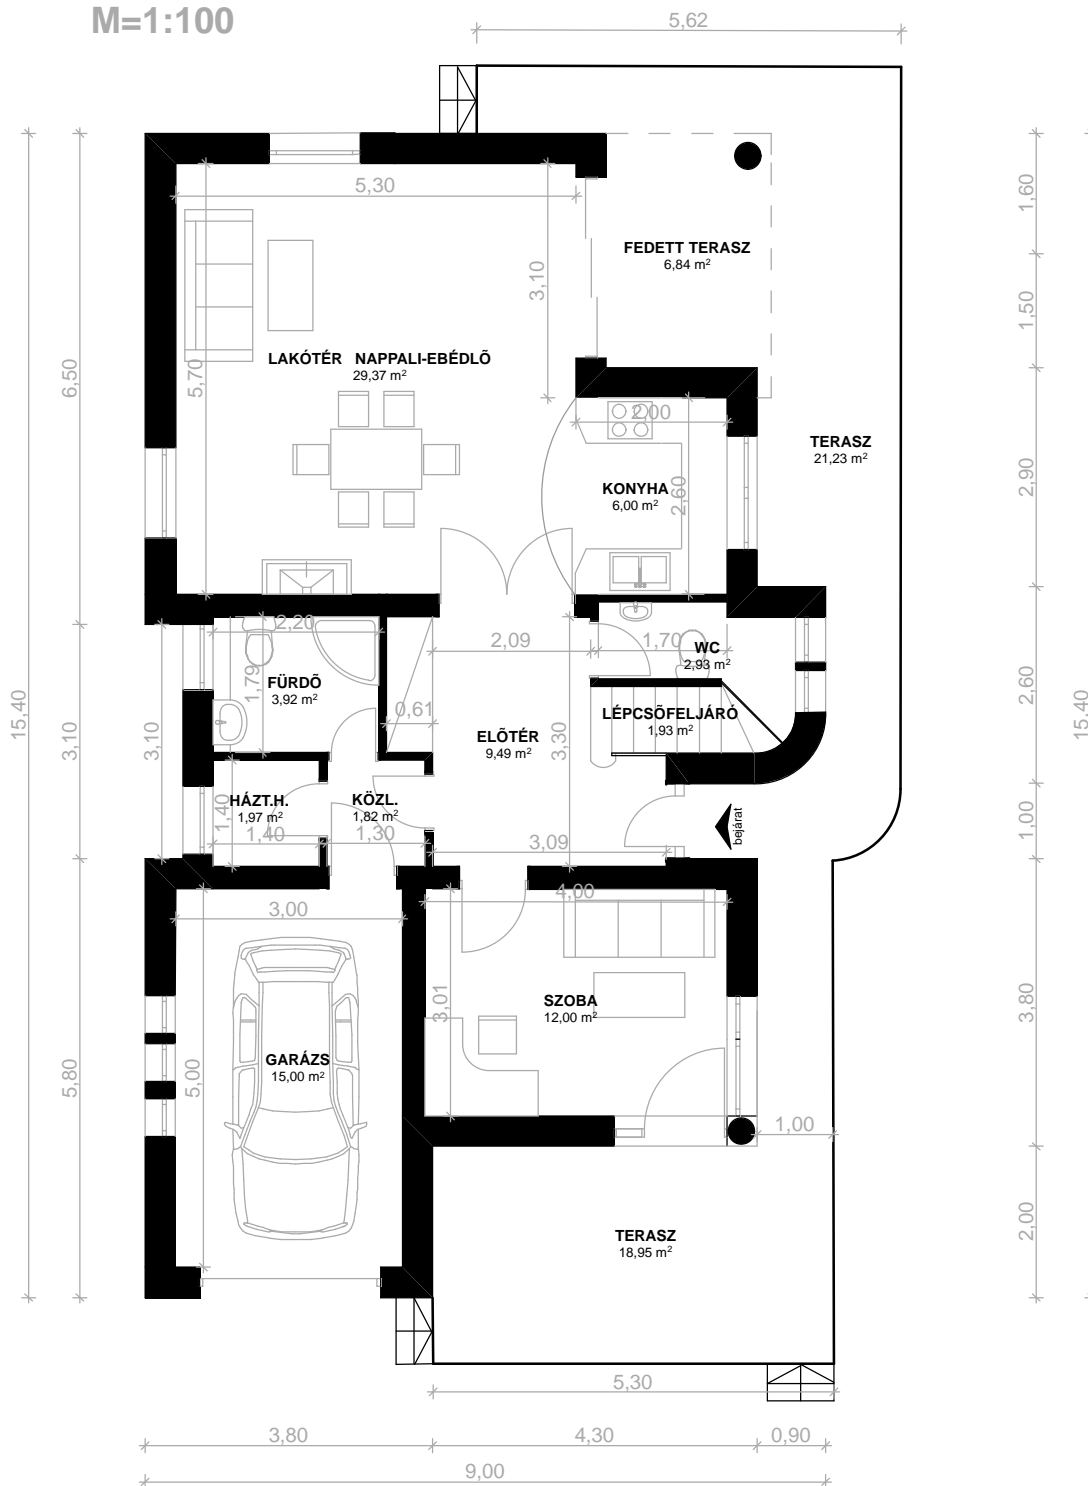 M=1:100
5,62
5,30
1,60
FEDETT TERASZ
6,84 m²
3,10
1,50
LAKÓTÉR NAPPALI-EBÉDLÕ
29,37 m²
5,70
6,50
2,00
TERASZ
21,23 m²
KONYHA
6,00 m²
2,60
2,90
2,20
2,09
1,70
WC
2,93 m²
1,79
FÜRDÕ
3,92 m²
0,61
LÉPCSÕFELJÁRÓ
1,93 m²
2,60
15,40
3,10
3,10
ELÕTÉR
9,49 m²
3,30
15,40
HÁZT.H.
1,97 m²
1,40
1,40
KÖZL.
1,82 m²
1,30
3,09
bejárat
1,00
3,00
4,00
3,01
SZOBA
12,00 m²
3,80
GARÁZS
15,00 m²
5,00
5,80
1,00
TERASZ
18,95 m²
2,00
5,30
3,80
4,30
0,90
9,00